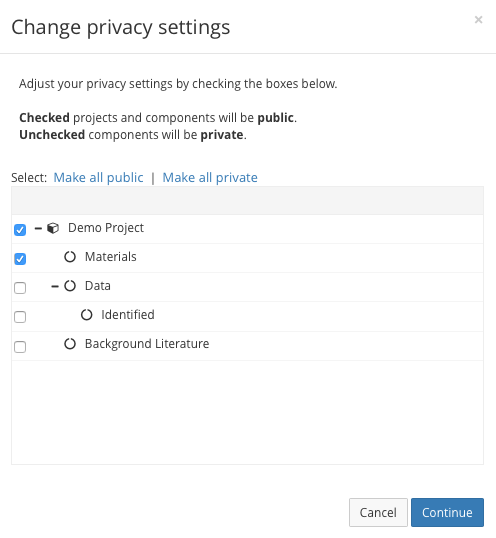 Change privacy settings
×
Adjust your privacy settings by checking the boxes below.
Checked projects and components will be public.
Unchecked components will be private.
Select: Make all public | Make all private
Demo Project
Materials
Data
Identified
Background Literature
Cancel Continue